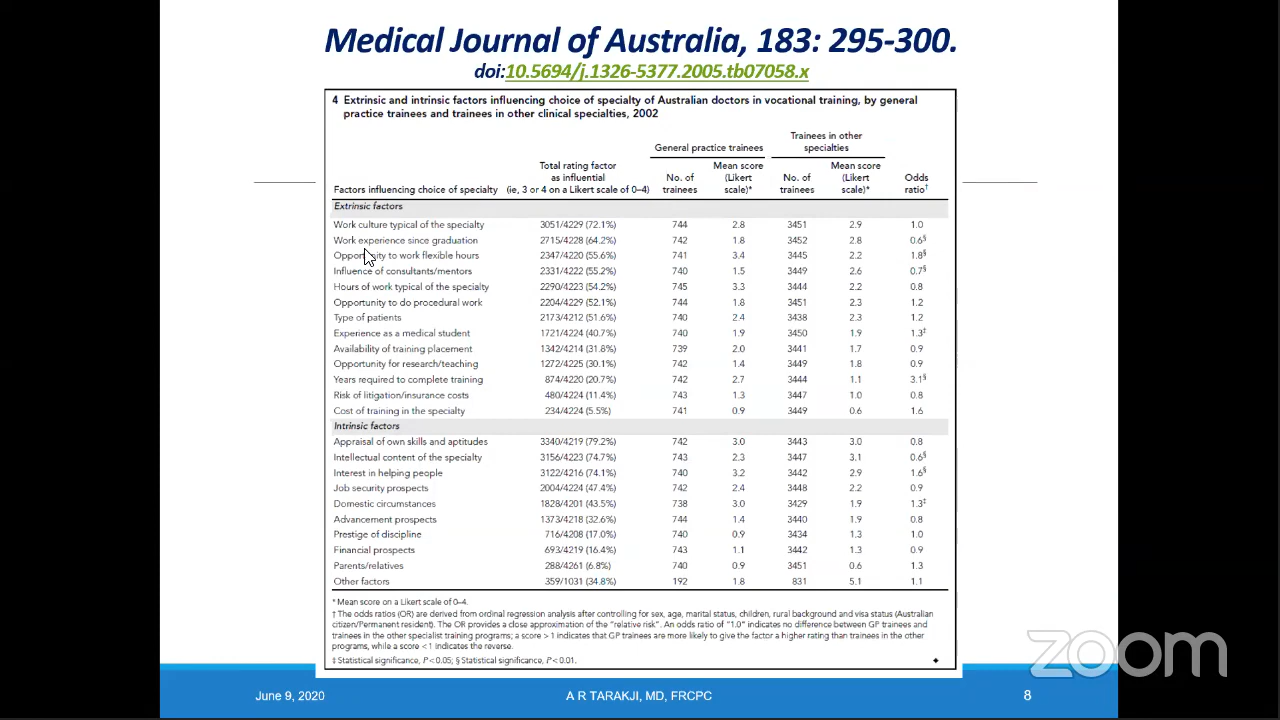 Medical Journal of Australia, 183: 295-300.
doi:10.5694/j.1326-5377.2005.tb07058.x
4 Extrinsic and intrinsic factors influencing choice of specialty of Australian doctors in vocational training, by general
practice trainees and trainees in other clinical specialties, 2002
Trainees in other
General practice trainees specialties
Total rating factor Mean score Mean score
as influential No. of (Likert No. of (Likert Odds
Factors influencing choice of specialty (ie, 3 or 4 on a Likert scale of 0–4) trainees scale)* trainees scale)* ratio†
Extrinsic factors
Work culture typical of the specialty 3051/4229 (72.1%) 744 2.8 3451 2.9 1.0
Work experience since graduation 2715/4228 (64.2%) 742 1.8 3452 2.8 0.6§
Opportunity to work flexible hours 2347/4220 (55.6%) 741 3.4 3445 2.2 1.8§
Influence of consultants/mentors 2331/4222 (55.2%) 740 1.5 3449 2.6 0.7§
Hours of work typical of the specialty 2290/4223 (54.2%) 745 3.3 3444 2.2 0.8
Opportunity to do procedural work 2204/4229 (52.1%) 744 1.8 3451 2.3 1.2
Type of patients 2173/4212 (51.6%) 740 2.4 3438 2.3 1.2
Experience as a medical student 1721/4224 (40.7%) 740 1.9 3450 1.9 1.3‡
Availability of training placement 1342/4214 (31.8%) 739 2.0 3441 1.7 0.9
Opportunity for research/teaching 1272/4225 (30.1%) 742 1.4 3449 1.8 0.9
Years required to complete training 874/4220 (20.7%) 742 2.7 3444 1.1 3.1§
Risk of litigation/insurance costs 480/4224 (11.4%) 743 1.3 3447 1.0 0.8
Cost of training in the specialty 234/4224 (5.5%) 741 0.9 3449 0.6 1.6
Intrinsic factors
Appraisal of own skills and aptitudes 3340/4219 (79.2%) 742 3.0 3443 3.0 0.8
Intellectual content of the specialty 3156/4223 (74.7%) 743 2.3 3447 3.1 0.6§
Interest in helping people 3122/4216 (74.1%) 740 3.2 3442 2.9 1.6§
Job security prospects 2004/4224 (47.4%) 742 2.4 3448 2.2 0.9
Domestic circumstances 1828/4201 (43.5%) 738 3.0 3429 1.9 1.3‡
Advancement prospects 1373/4218 (32.6%) 744 1.4 3440 1.9 0.8
Prestige of discipline 716/4208 (17.0%) 740 0.9 3434 1.3 1.0
Financial prospects 693/4219 (16.4%) 743 1.1 3442 1.3 0.9
Parents/relatives 288/4261 (6.8%) 740 0.9 3451 0.6 1.3
Other factors 359/1031 (34.8%) 192 1.8 831 5.1 1.1
* Mean score on a Likert scale of 0–4.
† The odds ratios (OR) are derived from ordinal regression analysis after controlling for sex, age, marital status, children, rural background and visa status (Australian
citizen/Permanent resident). The OR provides a close approximation of the "relative risk". An odds ratio of "1.0" indicates no difference between GP trainees and
trainees in the other specialist training programs; a score > 1 indicates that GP trainees are more likely to give the factor a higher rating than trainees in the other
programs, while a score < 1 indicates the reverse.
‡ Statistical significance, P < 0.05; § Statistical significance, P < 0.01.
zoom
June 9, 2020 A R TARAKJI, MD, FRCPC 8